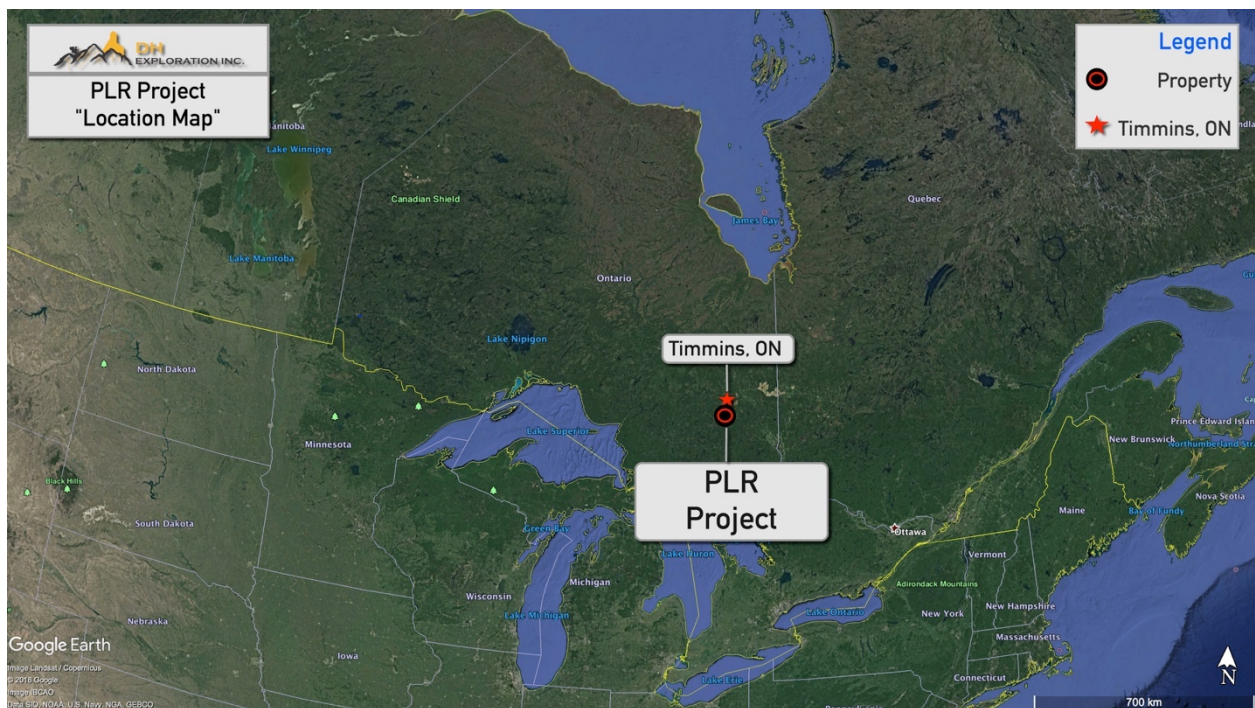 DH
EXPLORATION INC.
PLR Project
"Location Map"
Legend
Property
Timmins, ON
anitoba
Lake Winnipeg
Canadian Shield
Quebec
James Bay
Lake Manitoba
Ontario
Lake Nipigon
Timmins, ON
North Dakota
Minnesota
Lake Superior
Prince Edward Islan
New Brunswick
Northumberland Stra
Black Hills
PLR
Project
Nova Scotia
Maine
Bay of Fundy
South Dakota
Green Bay
Ottawa
Lake Huron
Vermont
Michigan
Adirondack Mountains
Wisconsin
Lake Michigan
Lake Ontario
New York
New Hampshire
Nebraska
Massachusetts
Google Earth
Iowa
Image Landsat / Copernicus
© 2018 Google
Image IBCAO
Data SIO, NOAA, U.S. Navy, NGA, GEBCO
Lake Erie
Connecticut
N
700 km